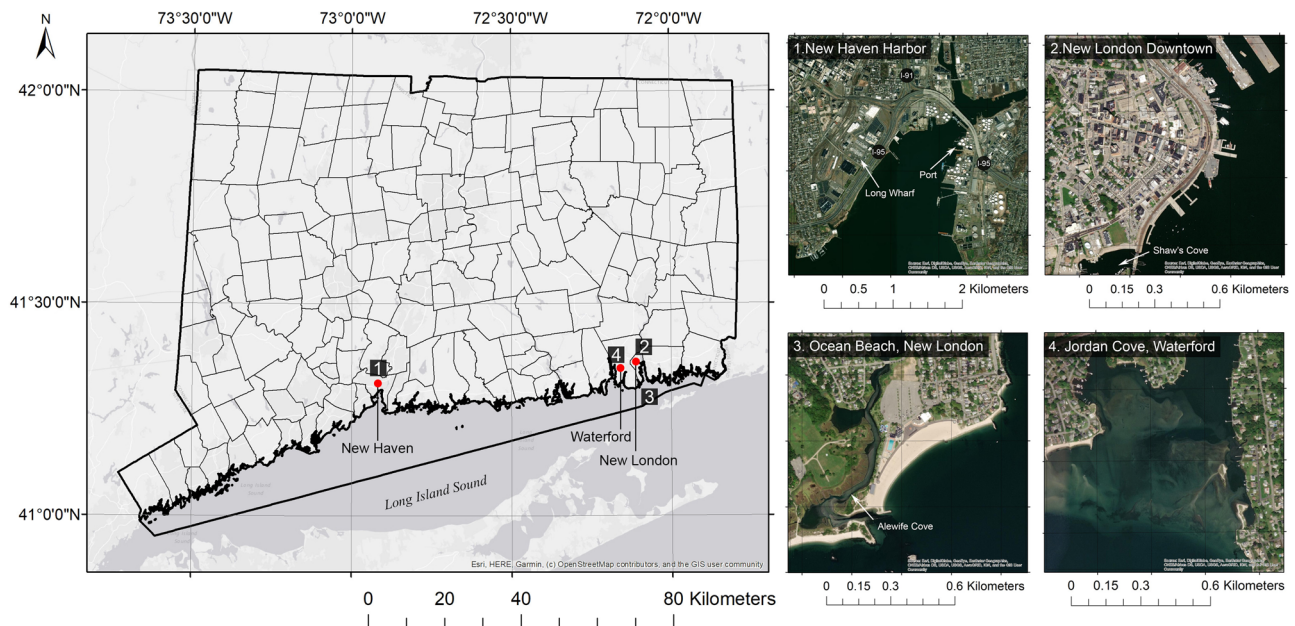 N
73°30'0"W
73°0'0"W
72°30'0"W
72°0'0"W
42°0'0"N
41°30'0"N
41°0'0"N
1
4
2
3
New Haven
Waterford
New London
Long Island Sound
Long Island
Sound
Esri, HERE, Garmin, (c) OpenStreetMap contributors, and the GIS user community
0 20 40 80 Kilometers
1.New Haven Harbor
I-91
I-95
Port
I-95
Long Wharf
0 0.5 1 2 Kilometers
2.New London Downtown
Shaw's Cove
0 0.15 0.3 0.6 Kilometers
3. Ocean Beach, New London
Alewife Cove
0 0.15 0.3 0.6 Kilometers
4. Jordan Cove, Waterford
0 0.15 0.3 0.6 Kilometers